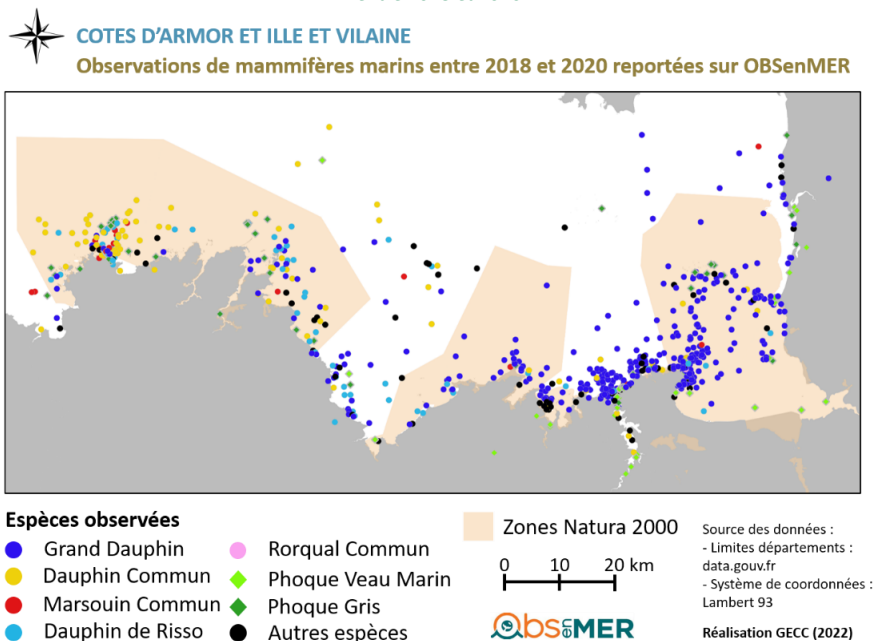 COTES D'ARMOR ET ILLE ET VILAINE
Observations de mammifères marins entre 2018 et 2020 reportées sur OBSenMER
Espèces observées
Grand Dauphin
Dauphin Commun
Marsouin Commun
Dauphin de Risso
Rorqual Commun
Phoque Veau Marin
Phoque Gris
Autres espèces
Zones Natura 2000
0 10 20 km
Obs en MER
Source des données :
- Limites départements :
data.gouv.fr
- Système de coordonnées :
Lambert 93
Réalisation GECC (2022)